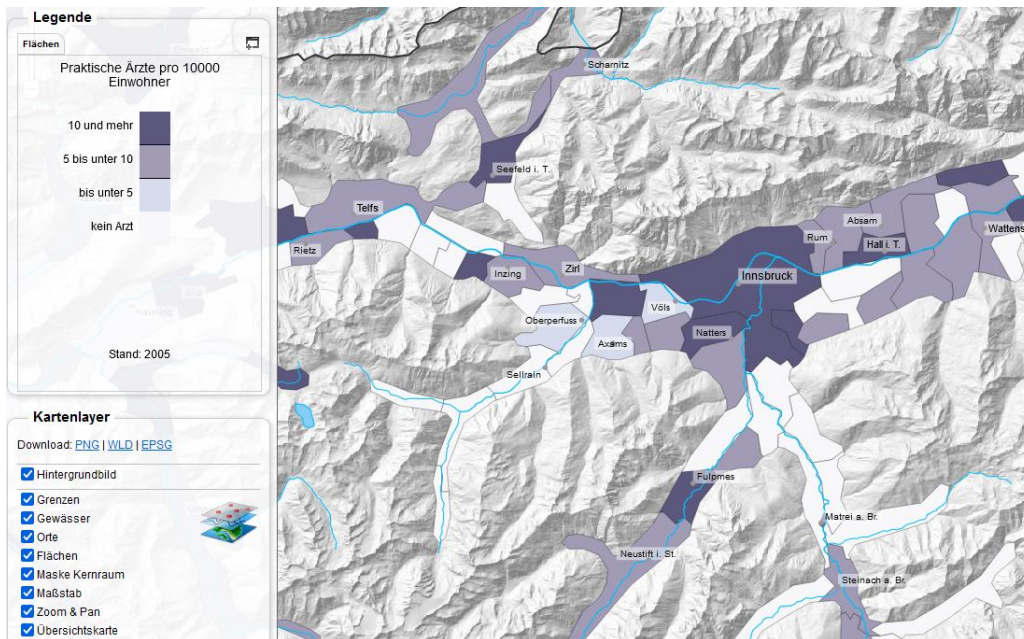 Legende
Flächen
Praktische Ärzte pro 10000
Einwohner
10 und mehr
5 bis unter 10
bis unter 5
kein Arzt
Stand: 2005
Kartenlayer
Download: PNG | WLD | EPSG
Hintergrundbild
Grenzen
Gewässer
Orte
Flächen
Maske Kernraum
Maßstab
Zoom & Pan
Übersichtskarte
Scharnitz
Seefeld i. T.
Telfs
Rietz
Inzing
Zirl
Oberperfuss
Völs
Axams
Sellrain
Natters
Innsbruck
Rum
Absam
Hall i. T.
Wattens
Fulpmes
Neustift i. St.
Matrei a. Br.
Steinach a. Br.